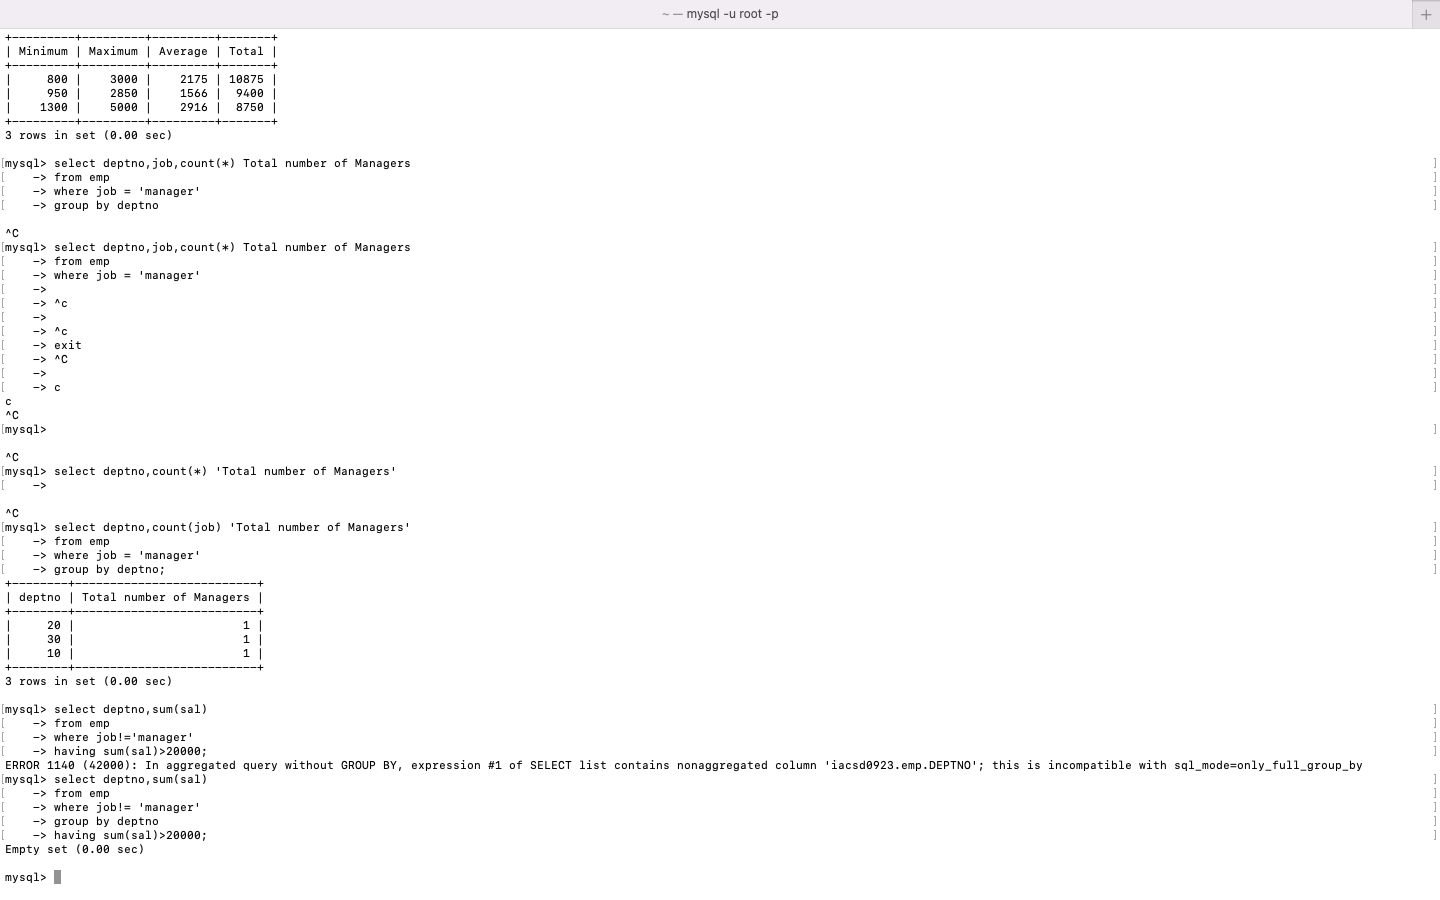 ~ — mysql -u root -p
+
+---------+---------+---------+-------+
| Minimum | Maximum | Average | Total |
+---------+---------+---------+-------+
|     800 |    3000 |    2175 | 10875 |
|     950 |    2850 |    1566 |  9400 |
|    1300 |    5000 |    2916 |  8750 |
+---------+---------+---------+-------+
3 rows in set (0.00 sec)
[mysql> select deptno,job,count(*) Total number of Managers ]
[    -> from emp ]
[    -> where job = 'manager' ]
[    -> group by deptno ]
^C
[mysql> select deptno,job,count(*) Total number of Managers ]
[    -> from emp ]
[    -> where job = 'manager' ]
[    -> ]
[    -> ^c ]
[    -> ]
[    -> ^c ]
[    -> exit ]
[    -> ^C ]
[    -> ]
[    -> c ]
c
^C
[mysql> ]
^C
[mysql> select deptno,count(*) 'Total number of Managers' ]
[    -> ]
^C
[mysql> select deptno,count(job) 'Total number of Managers' ]
[    -> from emp ]
[    -> where job = 'manager' ]
[    -> group by deptno; ]
+--------+--------------------------+
| deptno | Total number of Managers |
+--------+--------------------------+
|     20 |                        1 |
|     30 |                        1 |
|     10 |                        1 |
+--------+--------------------------+
3 rows in set (0.00 sec)
[mysql> select deptno,sum(sal) ]
[    -> from emp ]
[    -> where job!='manager' ]
[    -> having sum(sal)>20000; ]
ERROR 1140 (42000): In aggregated query without GROUP BY, expression #1 of SELECT list contains nonaggregated column 'iacsd0923.emp.DEPTNO'; this is incompatible with sql_mode=only_full_group_by
[mysql> select deptno,sum(sal) ]
[    -> from emp ]
[    -> where job!= 'manager' ]
[    -> group by deptno ]
[    -> having sum(sal)>20000; ]
Empty set (0.00 sec)
mysql>